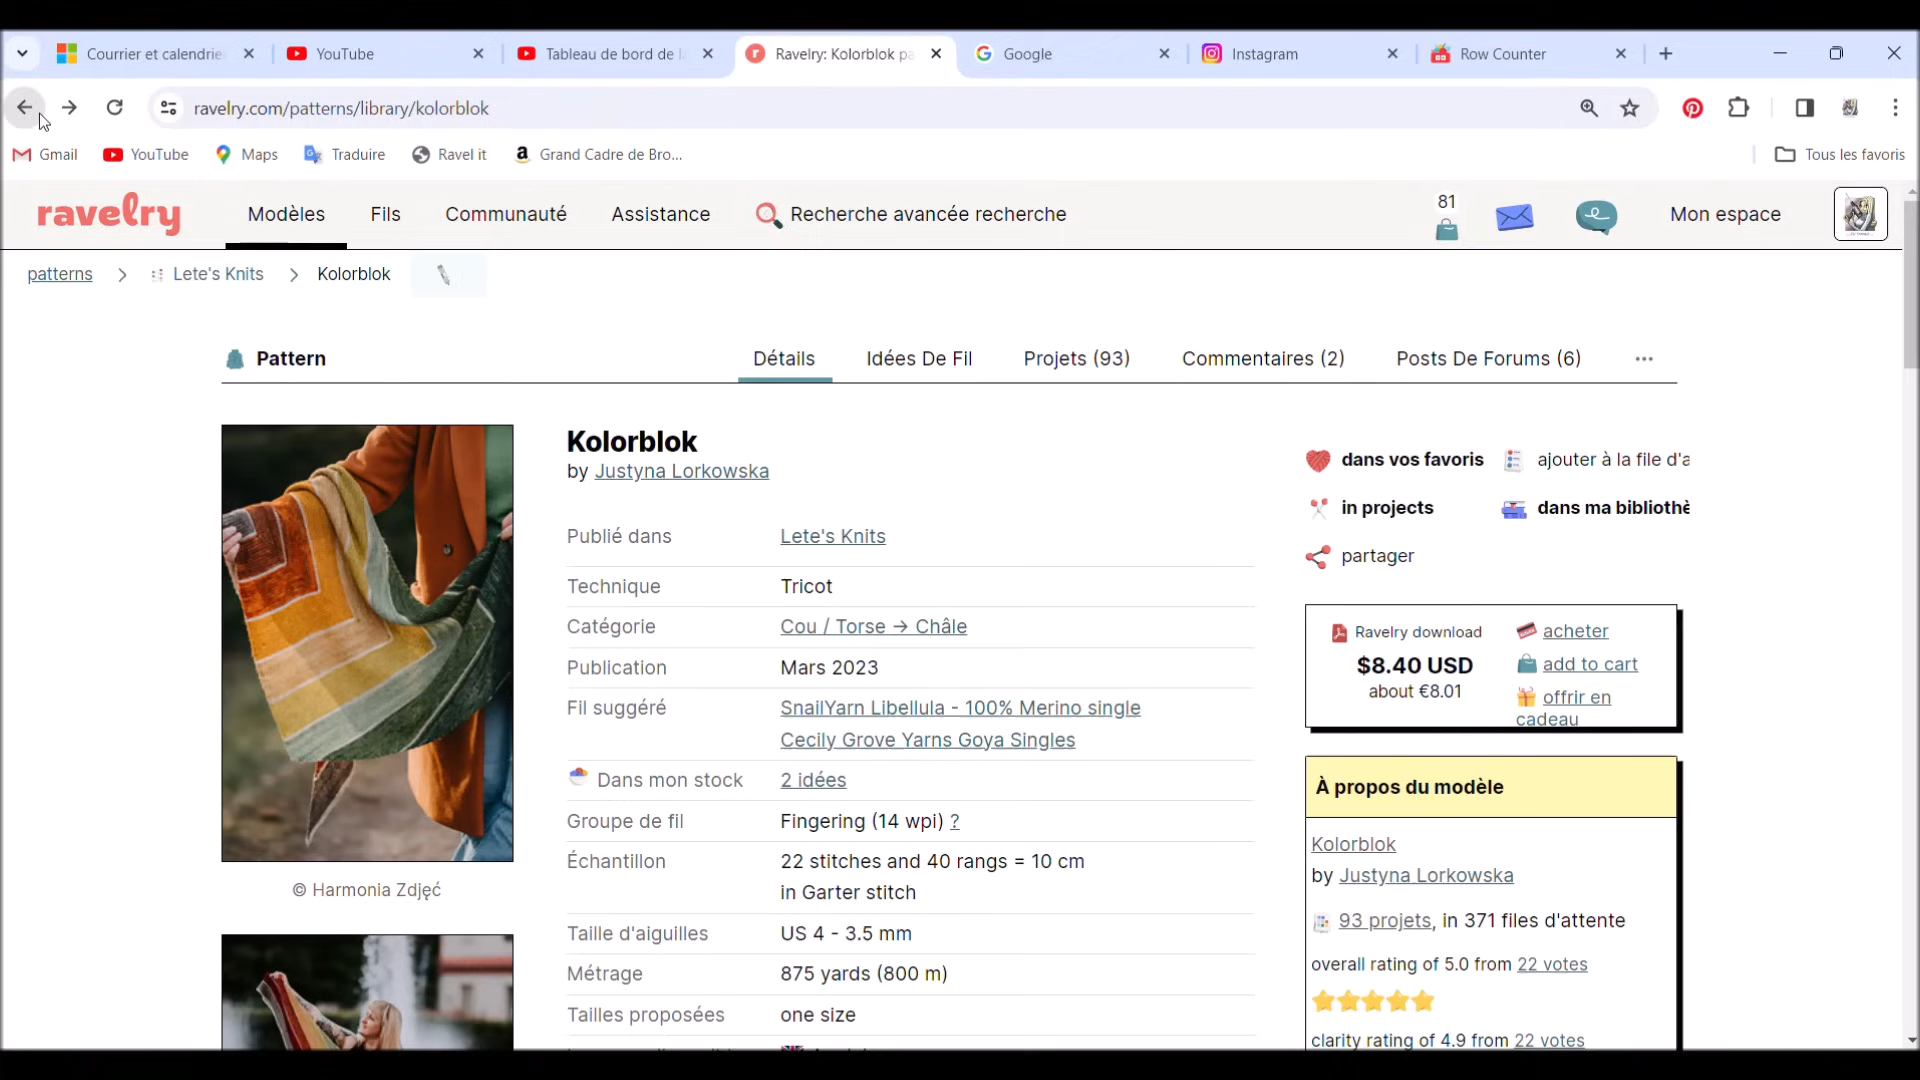 Courrier et calendrie
YouTube
Tableau de bord de l
Ravelry: Kolorblok pa
Google
Instagram
Row Counter
ravelry.com/patterns/library/kolorblok
Gmail
YouTube
Maps
Traduire
Ravel it
Grand Cadre de Bro...
Tous les favoris
ravelry
Modèles
Fils
Communauté
Assistance
Recherche avancée recherche
81
Mon espace
patterns > Lete's Knits > Kolorblok
Pattern
Détails
Idées De Fil
Projets (93)
Commentaires (2)
Posts De Forums (6)
© Harmonia Zdjęć
Kolorblok
by Justyna Lorkowska
Publié dans Lete's Knits
Technique Tricot
Catégorie Cou / Torse → Châle
Publication Mars 2023
Fil suggéré SnailYarn Libellula - 100% Merino single
Cecily Grove Yarns Goya Singles
Dans mon stock 2 idées
Groupe de fil Fingering (14 wpi) ?
Échantillon 22 stitches and 40 rangs = 10 cm
in Garter stitch
Taille d'aiguilles US 4 - 3.5 mm
Métrage 875 yards (800 m)
Tailles proposées one size
dans vos favoris
ajouter à la file d'a
in projects
dans ma bibliothè
partager
Ravelry download
$8.40 USD
about €8.01
acheter
add to cart
offrir en
cadeau
À propos du modèle
Kolorblok
by Justyna Lorkowska
93 projets, in 371 files d'attente
overall rating of 5.0 from 22 votes
clarity rating of 4.9 from 22 votes